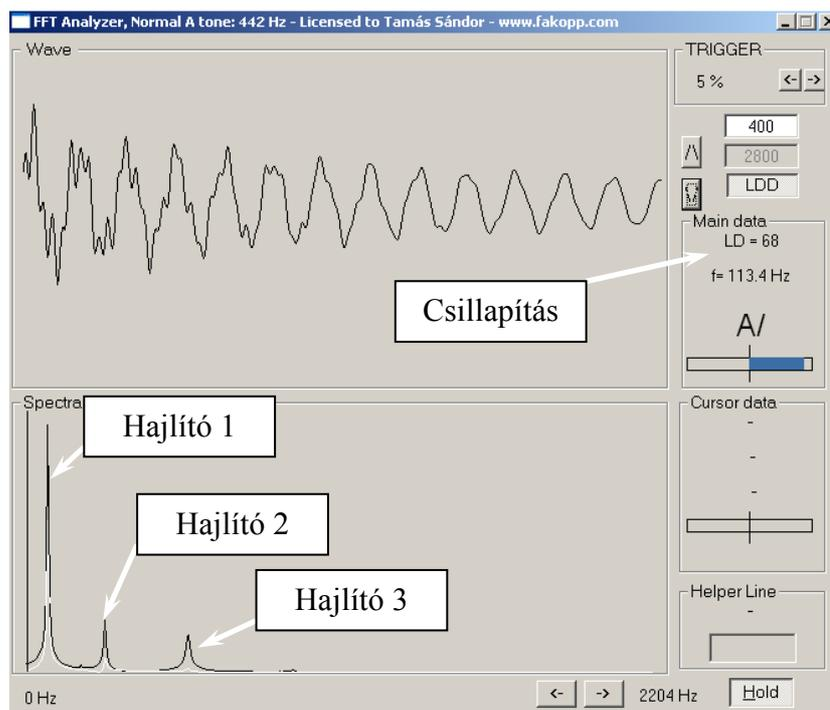 FFT Analyzer, Normal A tone: 442 Hz - Licensed to Tamás Sándor - www.fakopp.com
Wave
TRIGGER
5 %
<-
->
400
2800
LDD
Main data
LD = 68
f= 113.4 Hz
A/
Csillapítás
Spectra
Hajlító 1
Hajlító 2
Hajlító 3
Cursor data
-
-
-
Helper Line
-
0 Hz
<-
->
2204 Hz
Hold